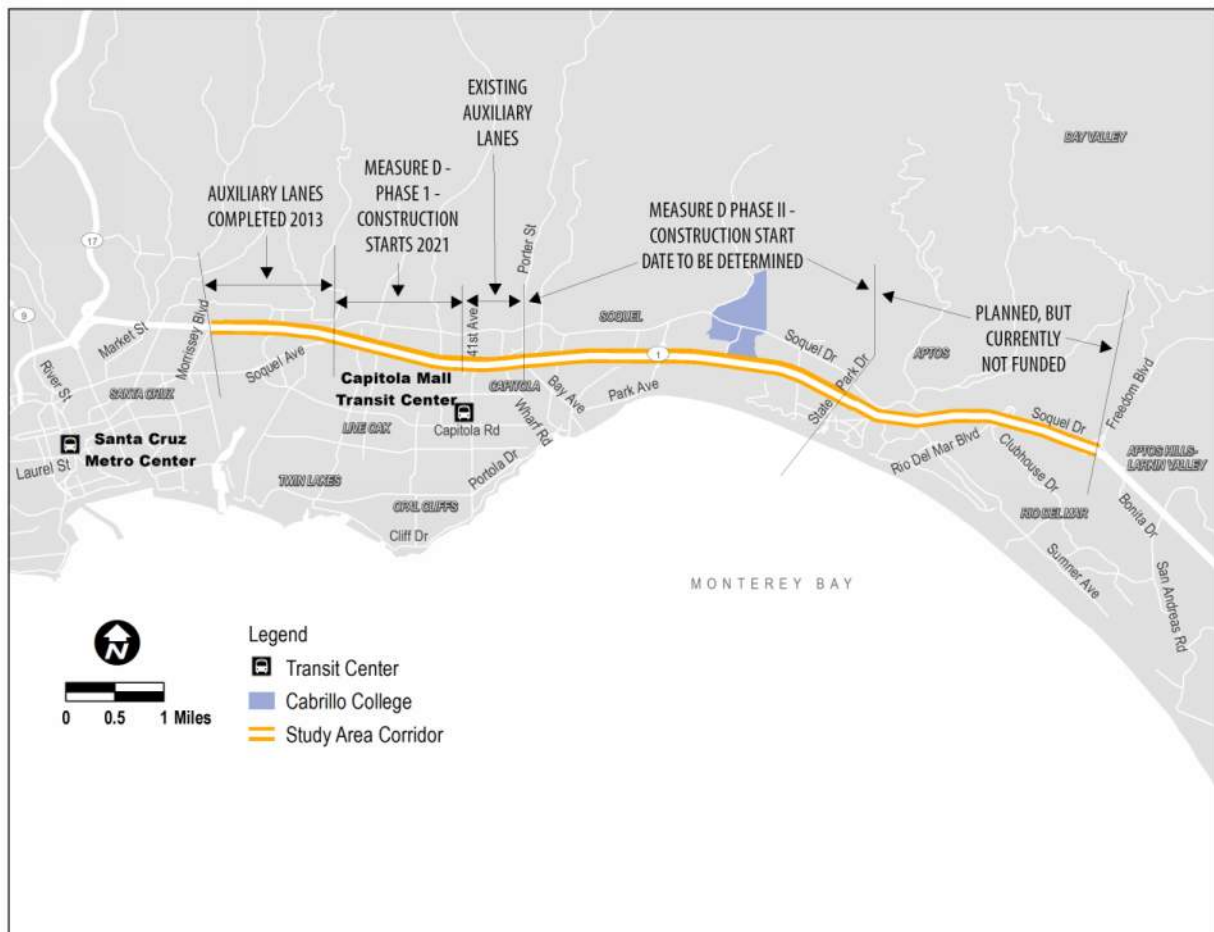 EXISTING
AUXILIARY
LANES
MEASURE D -
PHASE 1 -
CONSTRUCTION
STARTS 2021
AUXILIARY LANES
COMPLETED 2013
MEASURE D PHASE II -
CONSTRUCTION START
DATE TO BE DETERMINED
PLANNED, BUT
CURRENTLY
NOT FUNDED
DAY VALLEY
Porter St
17
9
1
Market St
Morrissey Blvd
River St
SANTA CRUZ
Soquel Ave
41st Ave
SOQUEL
Soquel Dr
State Park Dr
APTOS
Capitola Mall
Transit Center
CAPITOLA
Bay Ave
Park Ave
Wharf Rd
LIVE OAK
Capitola Rd
Santa Cruz
Metro Center
Laurel St
TWIN LAKES
OPAL CLIFFS
Portola Dr
Cliff Dr
Rio Del Mar Blvd
Clubhouse Dr
Soquel Dr
Freedom Blvd
APTOS HILLS-
LARKIN VALLEY
RIO DEL MAR
Bonita Dr
Sumner Ave
San Andreas Rd
MONTEREY BAY
N
0 0.5 1 Miles
Legend
Transit Center
Cabrillo College
Study Area Corridor